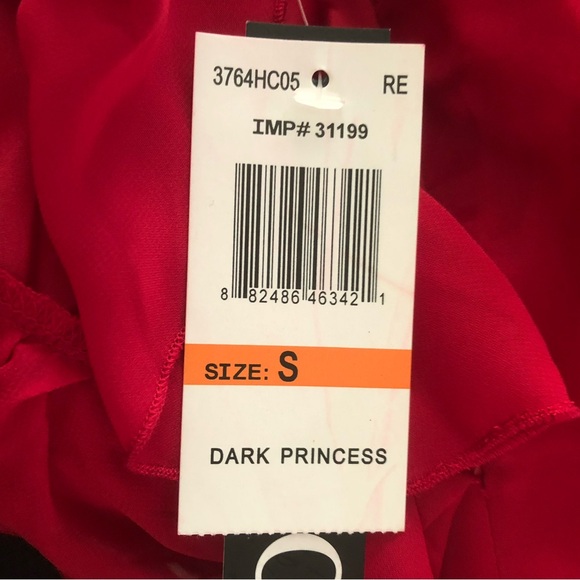 3764HC05 RE
IMP# 31199
8 82486 46342 1
SIZE: S
DARK PRINCESS